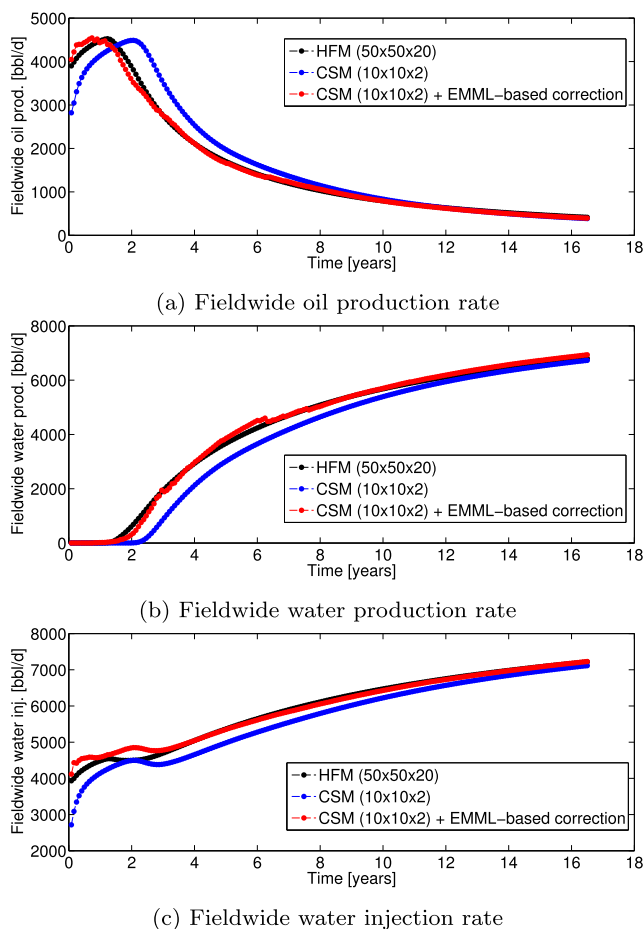 5000
4000
3000
2000
1000
0
Fieldwide oil prod. [bbl/d]
HFM (50x50x20)
CSM (10x10x2)
CSM (10x10x2) + EMML−based correction
0 2 4 6 8 10 12 14 16 18
Time [years]
(a) Fieldwide oil production rate
8000
6000
4000
2000
0
Fieldwide water prod. [bbl/d]
HFM (50x50x20)
CSM (10x10x2)
CSM (10x10x2) + EMML−based correction
0 2 4 6 8 10 12 14 16 18
Time [years]
(b) Fieldwide water production rate
8000
7000
6000
5000
4000
3000
2000
Fieldwide water inj. [bbl/d]
HFM (50x50x20)
CSM (10x10x2)
CSM (10x10x2) + EMML−based correction
0 2 4 6 8 10 12 14 16 18
Time [years]
(c) Fieldwide water injection rate